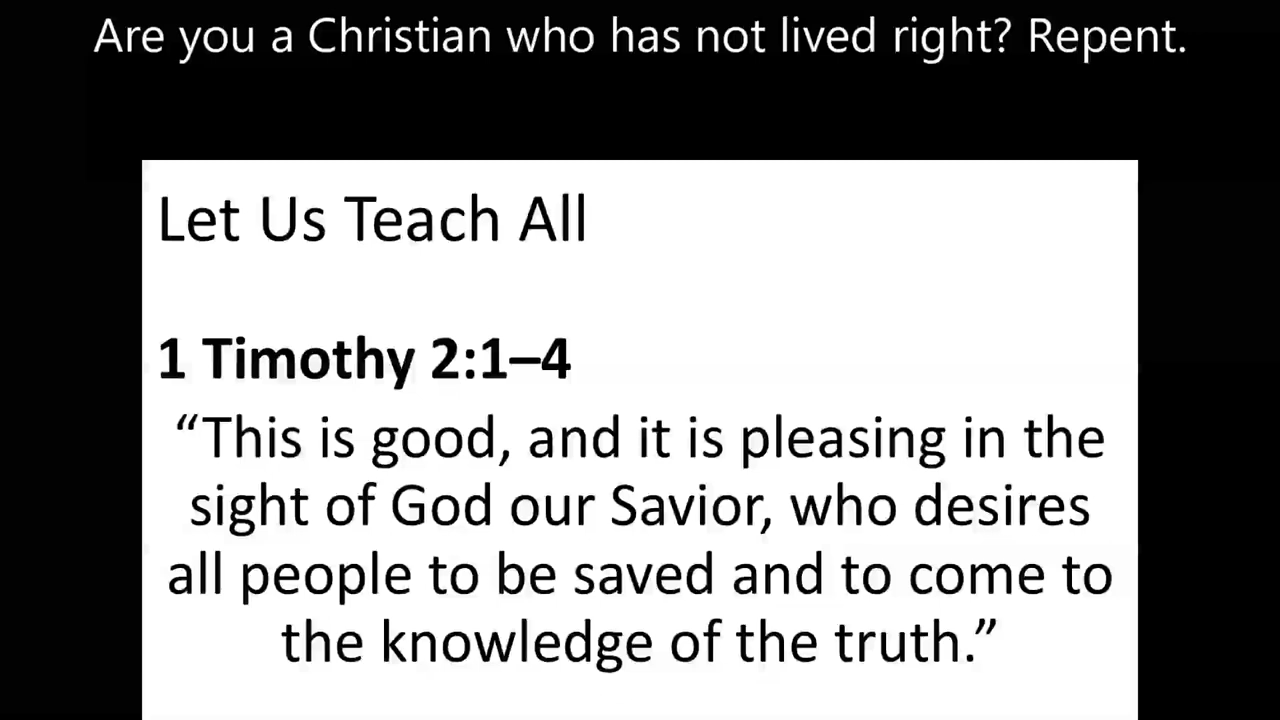 Are you a Christian who has not lived right? Repent.
Let Us Teach All
1 Timothy 2:1–4
“This is good, and it is pleasing in the
sight of God our Savior, who desires
all people to be saved and to come to
the knowledge of the truth.”